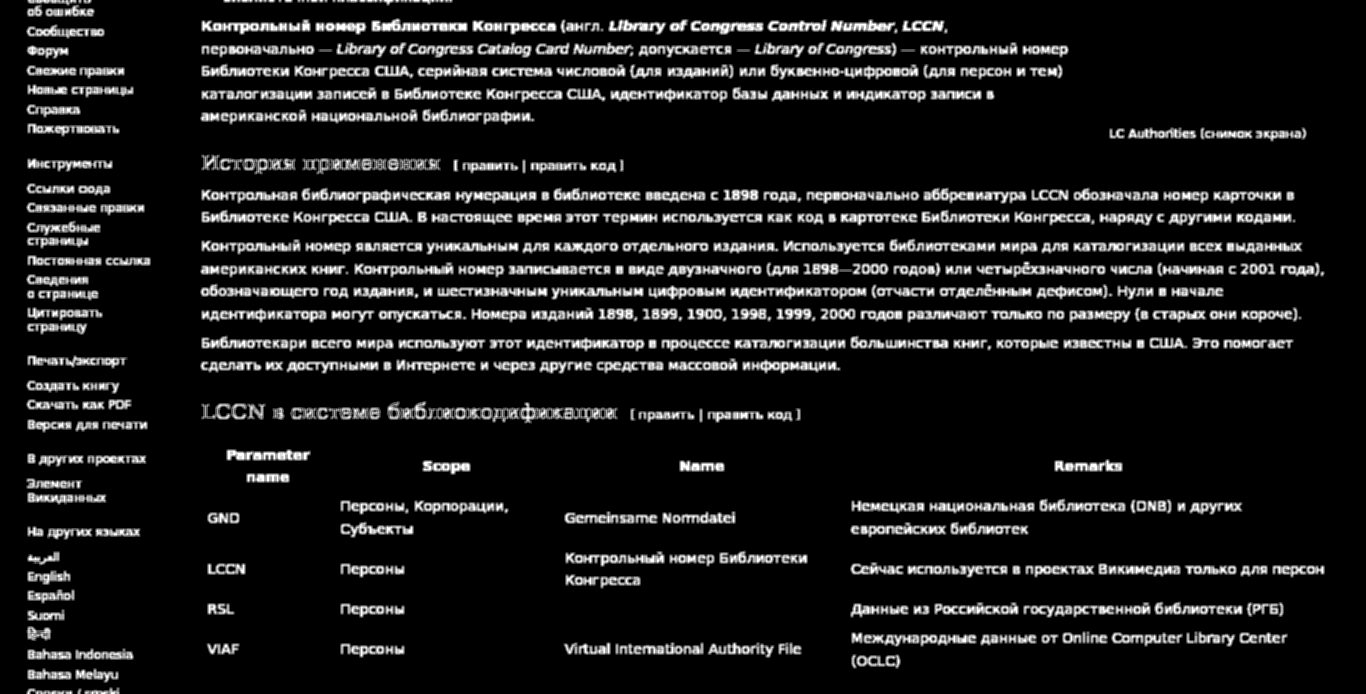 об ошибке
Сообщество
Форум
Свежие правки
Новые страницы
Справка
Пожертвовать
Инструменты
Ссылки сюда
Связанные правки
Служебные
страницы
Постоянная ссылка
Сведения
о странице
Цитировать
страницу
Печать/экспорт
Создать книгу
Скачать как PDF
Версия для печати
В других проектах
Элемент
Викиданных
На других языках
العربية
English
Español
Suomi
हिन्दी
Bahasa Indonesia
Bahasa Melayu
Контрольный номер Библиотеки Конгресса (англ. Library of Congress Control Number, LCCN,
первоначально — Library of Congress Catalog Card Number; допускается — Library of Congress) — контрольный номер
Библиотеки Конгресса США, серийная система числовой (для изданий) или буквенно-цифровой (для персон и тем)
каталогизации записей в Библиотеке Конгресса США, идентификатор базы данных и индикатор записи в
американской национальной библиографии.
LC Authorities (снимок экрана)
История применения [ править | править код ]
Контрольная библиографическая нумерация в библиотеке введена с 1898 года, первоначально аббревиатура LCCN обозначала номер карточки в
Библиотеке Конгресса США. В настоящее время этот термин используется как код в картотеке Библиотеки Конгресса, наряду с другими кодами.
Контрольный номер является уникальным для каждого отдельного издания. Используется библиотеками мира для каталогизации всех выданных
американских книг. Контрольный номер записывается в виде двузначного (для 1898—2000 годов) или четырёхзначного числа (начиная с 2001 года),
обозначающего год издания, и шестизначным уникальным цифровым идентификатором (отчасти отделённым дефисом). Нули в начале
идентификатора могут опускаться. Номера изданий 1898, 1899, 1900, 1998, 1999, 2000 годов различают только по размеру (в старых они короче).
Библиотекари всего мира используют этот идентификатор в процессе каталогизации большинства книг, которые известны в США. Это помогает
сделать их доступными в Интернете и через другие средства массовой информации.
LCCN в системе библиокодификации [ править | править код ]
Parameter
name
Scope
Name
Remarks
GND
Персоны, Корпорации,
Субъекты
Gemeinsame Normdatei
Немецкая национальная библиотека (DNB) и других
европейских библиотек
LCCN
Персоны
Контрольный номер Библиотеки
Конгресса
Сейчас используется в проектах Викимедиа только для персон
RSL
Персоны
Данные из Российской государственной библиотеки (РГБ)
VIAF
Персоны
Virtual International Authority File
Международные данные от Online Computer Library Center
(OCLC)